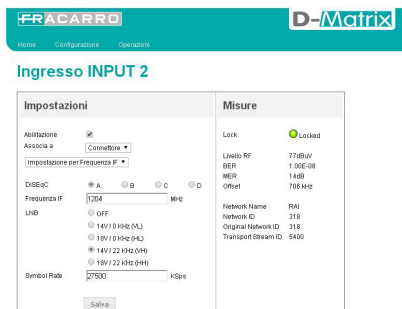 FRACARRO
D-Matrix
Home Configurazione Operazioni
Ingresso INPUT 2
Impostazioni
Abilitazione
Associa a Connettore
Impostazione per Frequenza IF
DiSEqC A B C D
Frequenza IF 1204 MHz
LNB OFF
14V / 0 KHz (VL)
18V / 0 KHz (HL)
14V / 22 KHz (VH)
18V / 22 KHz (HH)
Symbol Rate 27500 KSps
Salva
Misure
Lock Locked
Livello RF 77dBuV
BER 1.00E-08
MER 14dB
Offset 706 kHz
Network Name RAI
Network ID 318
Original Network ID 318
Transport Stream ID 5400